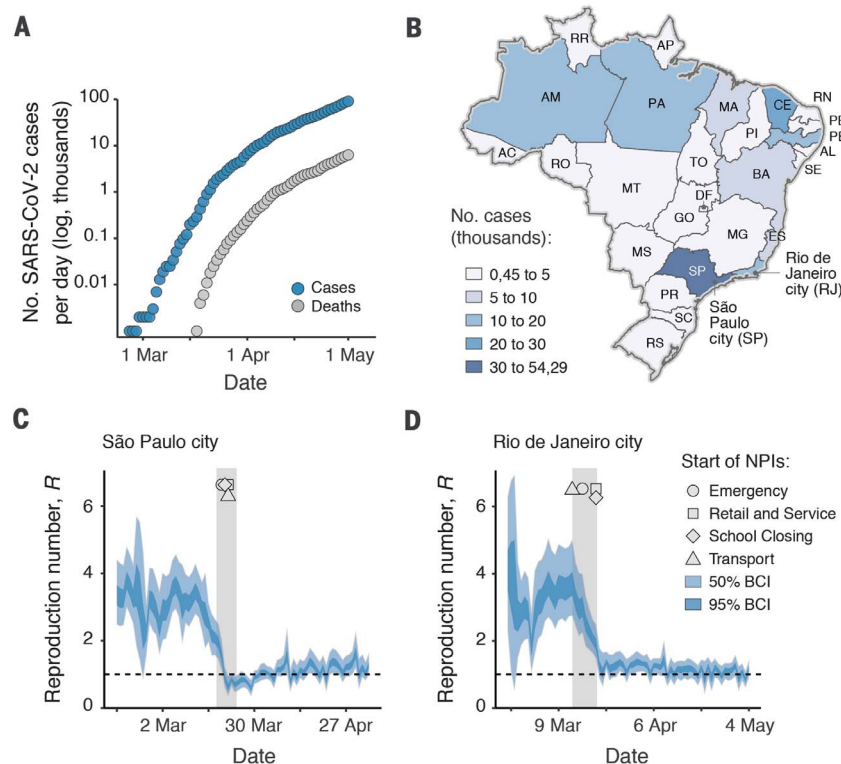 A
No. SARS-CoV-2 cases
per day (log, thousands)
100
10
1
0.1
0.01
Cases
Deaths
1 Mar
1 Apr
1 May
Date
B
RR
AP
AM
PA
MA
CE
RN
PI
PE
PE
AL
SE
AC
RO
TO
BA
MT
DF
GO
MG
ES
MS
SP
PR
SC
RS
Rio de
Janeiro
city (RJ)
São
Paulo
city (SP)
No. cases
(thousands):
0,45 to 5
5 to 10
10 to 20
20 to 30
30 to 54,29
C
São Paulo city
Reproduction number, R
6
4
2
0
2 Mar
30 Mar
27 Apr
Date
D
Rio de Janeiro city
Reproduction number, R
6
4
2
0
9 Mar
6 Apr
4 May
Date
Start of NPIs:
Emergency
Retail and Service
School Closing
Transport
50% BCI
95% BCI